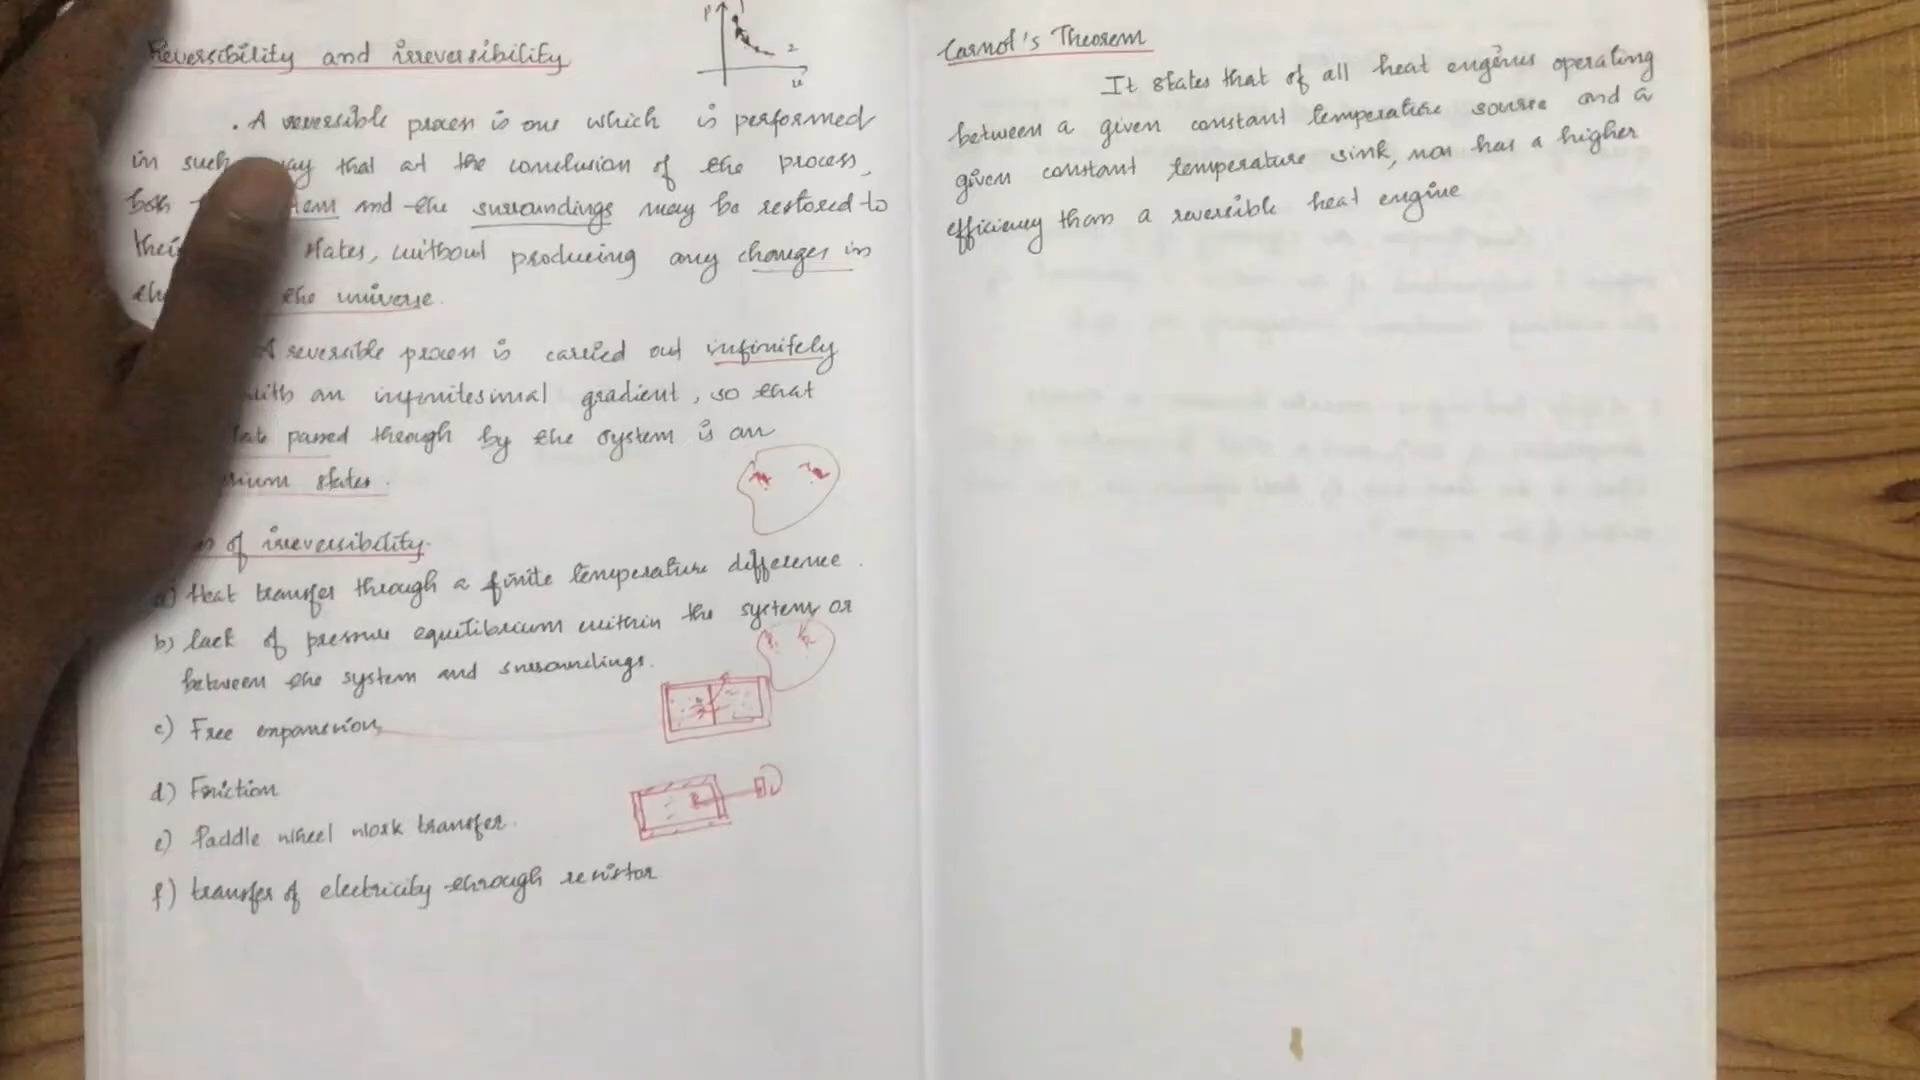 Reversibility and irreversibility
P
1
2
v
. A reversible process is one which is performed
in such way that at the conclusion of the process,
both and the surroundings may be restored to
their states, without producing any changes in
the universe.
A reversible process is carried out infinitely
with an infinitesimal gradient, so that
passed through by the system is an
states.
of irreversibility.
a) Heat transfer through a finite temperature difference.
b) lack of pressure equilibrium within the system or
between the system and surroundings.
c) Free expansion
d) Friction
e) Paddle wheel work transfer.
f) transfer of electricity through resistor
Carnot's Theorem
It states that of all heat engines operating
between a given constant temperature source and a
given constant temperature sink, non has a higher
efficiency than a reversible heat engine